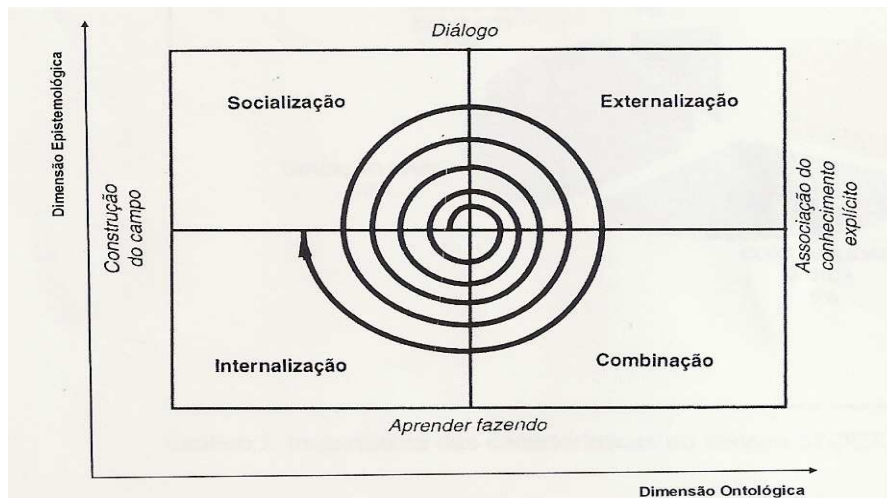 Diálogo
Dimensão Epistemológica
Socialização
Externalização
Construção
do campo
Associação do
conhecimento
explícito
Internalização
Combinação
Aprender fazendo
Dimensão Ontológica